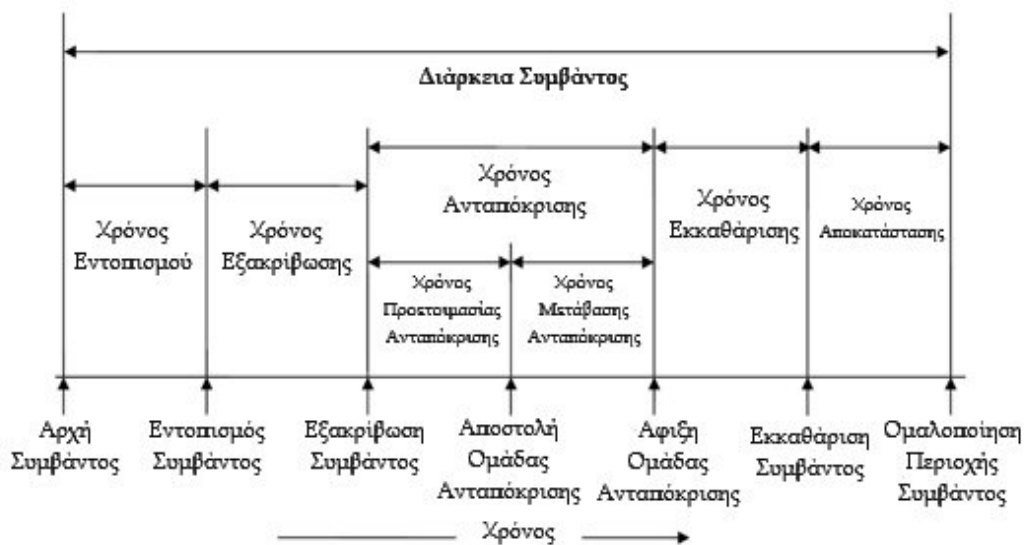 Διάρκεια Συμβάντος
Χρόνος
Εντοπισμού
Χρόνος
Εξακρίβωσης
Χρόνος
Ανταπόκρισης
Χρόνος
Προετοιμασίας
Ανταπόκρισης
Χρόνος
Μετάβασης
Ανταπόκρισης
Χρόνος
Εκκαθάρισης
Χρόνος
Αποκατάστασης
Αρχή
Συμβάντος
Εντοπισμός
Συμβάντος
Εξακρίβωση
Συμβάντος
Αποστολή
Ομάδας
Ανταπόκρισης
Αφιξη
Ομάδας
Ανταπόκρισης
Εκκαθάριση
Συμβάντος
Ομαλοποίηση
Περιοχής
Συμβάντος
Χρόνος